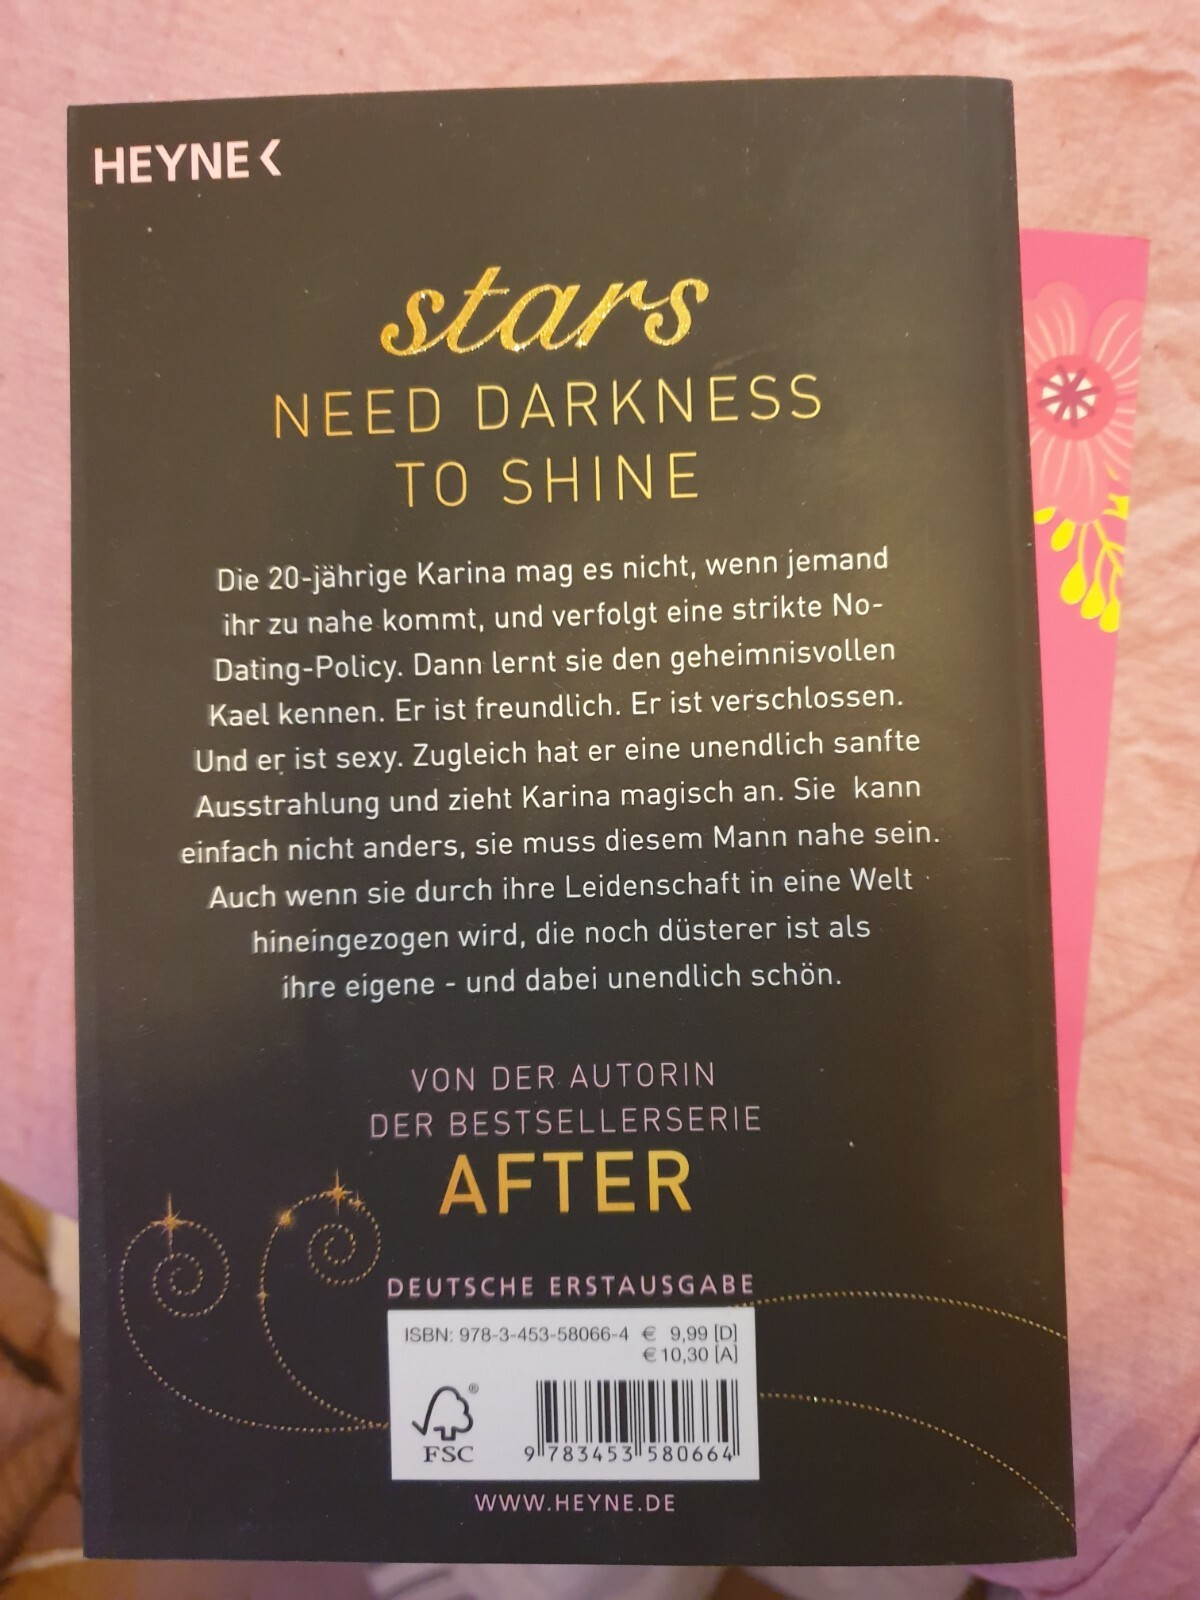 HEYNE
stars
NEED DARKNESS
TO SHINE
Die 20-jährige Karina mag es nicht, wenn jemand
ihr zu nahe kommt, und verfolgt eine strikte No-
Dating-Policy. Dann lernt sie den geheimnisvollen
Kael kennen. Er ist freundlich. Er ist verschlossen.
Und er ist sexy. Zugleich hat er eine unendlich sanfte
Ausstrahlung und zieht Karina magisch an. Sie kann
einfach nicht anders, sie muss diesem Mann nahe sein.
Auch wenn sie durch ihre Leidenschaft in eine Welt
hineingezogen wird, die noch düsterer ist als
ihre eigene - und dabei unendlich schön.
VON DER AUTORIN
DER BESTSELLERSERIE
AFTER
DEUTSCHE ERSTAUSGABE
ISBN: 978-3-453-58066-4 € 9,99 [D]
€ 10,30 [A]
®
FSC
9 783453 580664
WWW.HEYNE.DE